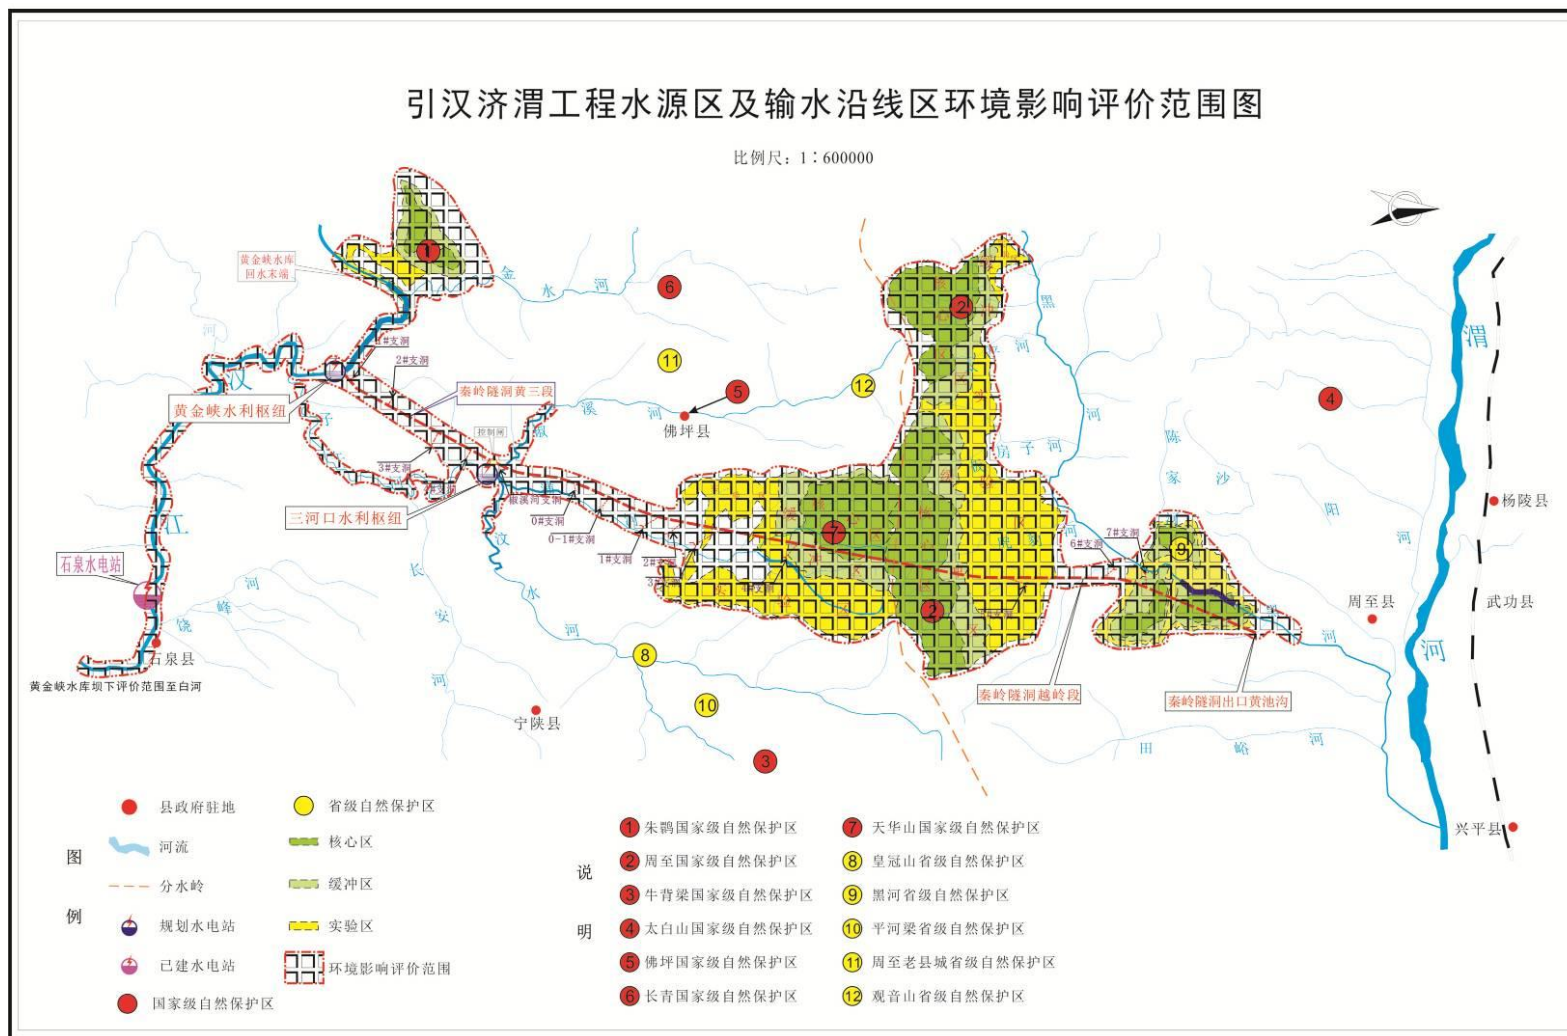 引汉济渭工程水源区及输水沿线区环境影响评价范围图
比例尺：1：600000
黄金峡水库
回水末端
1
金
水
河
6
2
黑
河
渭
河
1#支洞
2#支洞
秦岭隧洞黄三段
11
5
12
4
汉
江
河
子
黄金峡水利枢纽
控制闸
椒
溪
河
佛坪县
3#支洞
三河口水利枢纽
椒溪河支洞
0#支洞
0-1#支洞
1#支洞
2#支洞
7
房
子
河
河
陈
家
沙
阳
河
河
杨陵县
6#支洞
7#支洞
9
石泉水电站
汶
水
河
长
安
河
饶
峰
河
石泉县
黄金峡水库坝下评价范围至白河
2
黑
河
周至县
武功县
8
10
3
宁陕县
秦岭隧洞越岭段
秦岭隧洞出口黄池沟
田
峪
河
兴平县
图
例
县政府驻地
河流
分水岭
规划水电站
已建水电站
国家级自然保护区
省级自然保护区
核心区
缓冲区
实验区
环境影响评价范围
说
明
1 朱鹮国家级自然保护区
2 周至国家级自然保护区
3 牛背梁国家级自然保护区
4 太白山国家级自然保护区
5 佛坪国家级自然保护区
6 长青国家级自然保护区
7 天华山国家级自然保护区
8 皇冠山省级自然保护区
9 黑河省级自然保护区
10 平河梁省级自然保护区
11 周至老县城省级自然保护区
12 观音山省级自然保护区